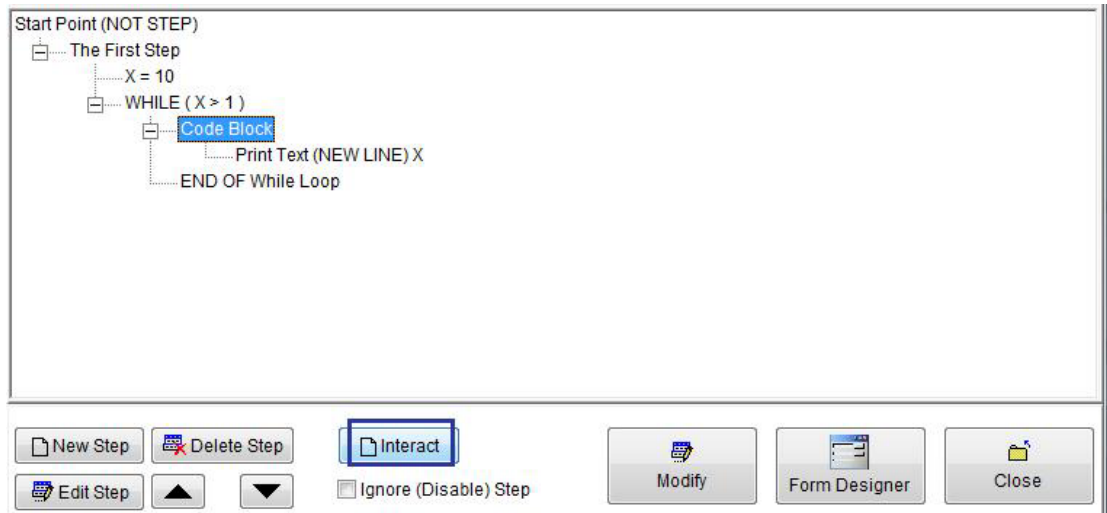 Start Point (NOT STEP)
The First Step
X = 10
WHILE ( X > 1 )
Code Block
Print Text (NEW LINE) X
END OF While Loop
New Step
Delete Step
Interact
Edit Step
Ignore (Disable) Step
Modify
Form Designer
Close